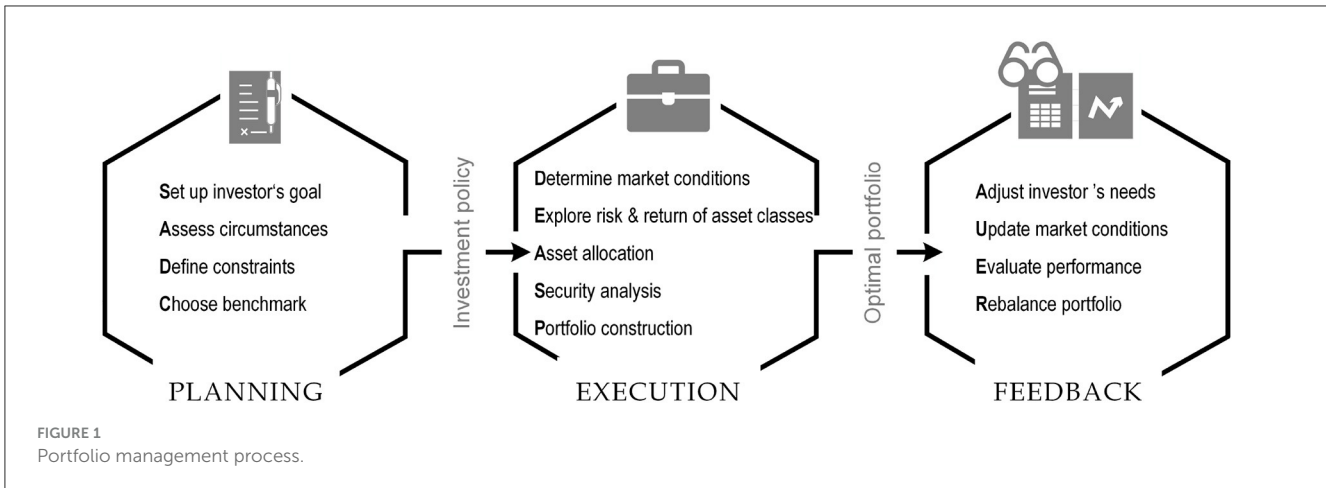 Set up investor‘s goal
Assess circumstances
Define constraints
Choose benchmark
PLANNING
Investment policy
Determine market conditions
Explore risk & return of asset classes
Asset allocation
Security analysis
Portfolio construction
EXECUTION
Optimal portfolio
Adjust investor ’s needs
Update market conditions
Evaluate performance
Rebalance portfolio
FEEDBACK
FIGURE 1
Portfolio management process.